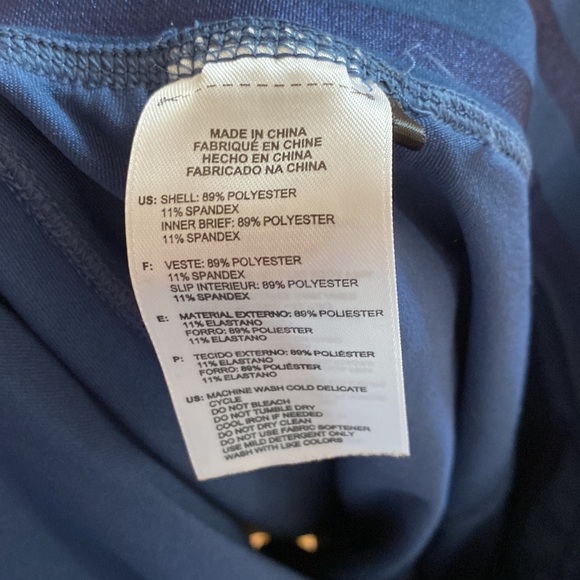 MADE IN CHINA
FABRIQUÉ EN CHINE
HECHO EN CHINA
FABRICADO NA CHINA
US: SHELL: 89% POLYESTER
11% SPANDEX
INNER BRIEF: 89% POLYESTER
11% SPANDEX
F: VESTE: 89% POLYESTER
11% SPANDEX
SLIP INTERIEUR: 89% POLYESTER
11% SPANDEX
E: MATERIAL EXTERNO: 89% POLIESTER
11% ELASTANO
FORRO: 89% POLIESTER
11% ELASTANO
P: TECIDO EXTERNO: 89% POLIESTER
11% ELASTANO
FORRO: 89% POLIESTER
11% ELASTANO
US: MACHINE WASH COLD DELICATE
CYCLE
DO NOT BLEACH
DO NOT TUMBLE DRY
COOL IRON IF NEEDED
DO NOT DRY CLEAN
DO NOT USE FABRIC SOFTENER
USE MILD DETERGENT ONLY
WASH WITH LIKE COLORS